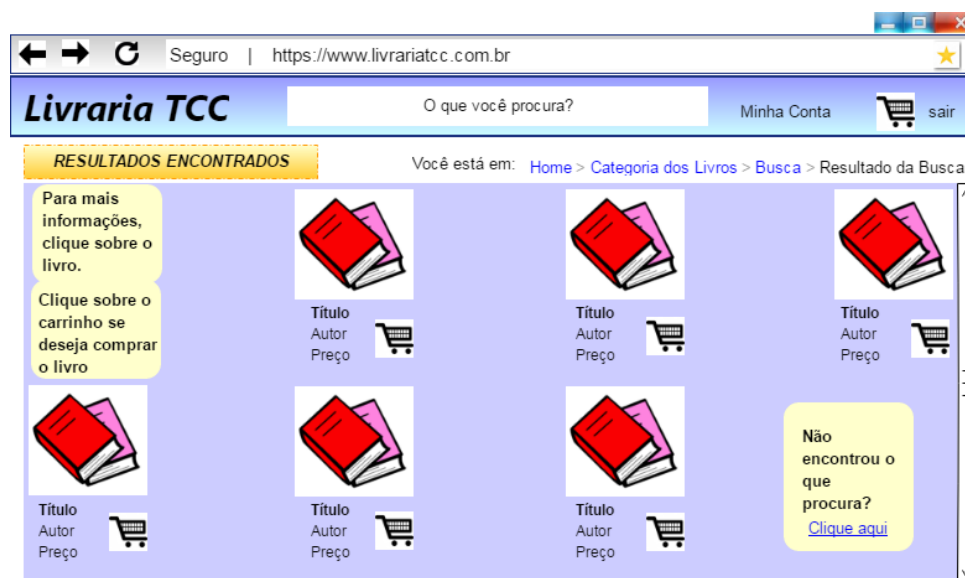 Seguro | https://www.livrariatcc.com.br
Livraria TCC
O que você procura?
Minha Conta
sair
RESULTADOS ENCONTRADOS
Você está em: Home > Categoria dos Livros > Busca > Resultado da Busca
Para mais
informações,
clique sobre o
livro.
Clique sobre o
carrinho se
deseja comprar
o livro
Título
Autor
Preço
Título
Autor
Preço
Título
Autor
Preço
Título
Autor
Preço
Título
Autor
Preço
Título
Autor
Preço
Não
encontrou o
que
procura?
Clique aqui